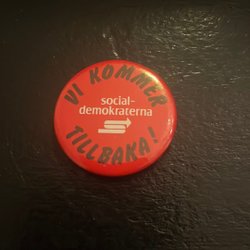 VI KOMMER
social-
demokraterna
TILLBAKA!